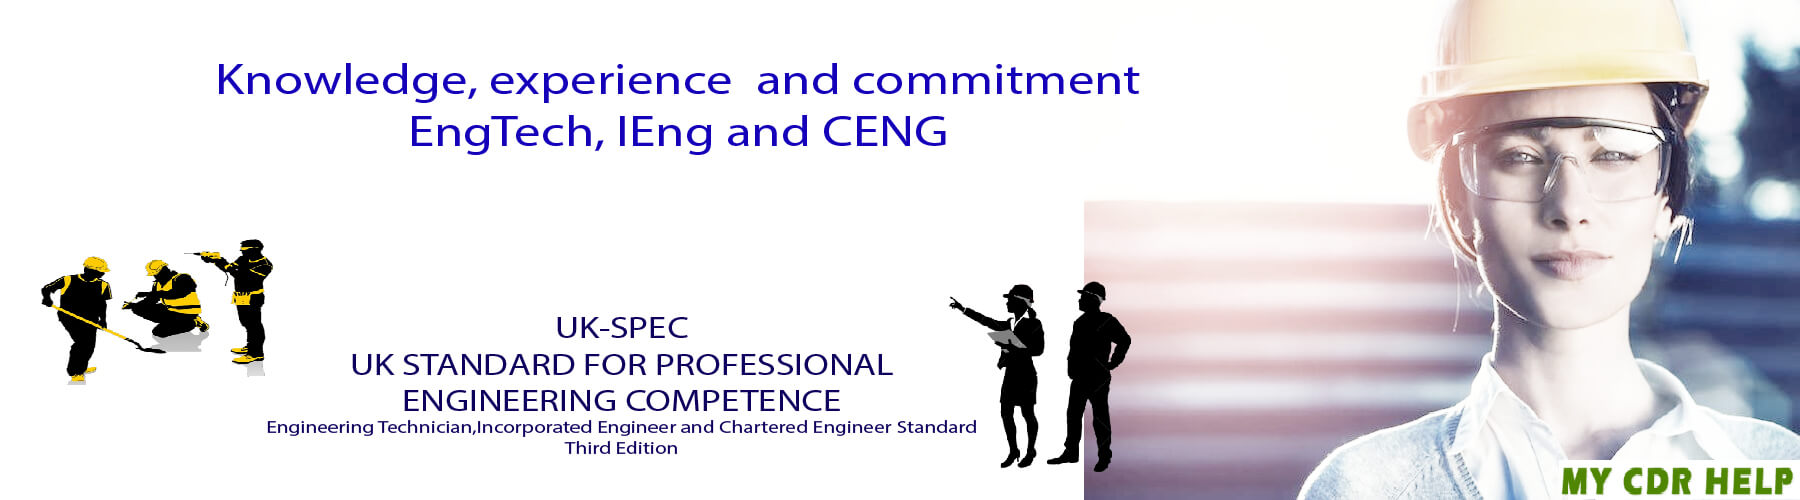 Knowledge, experience  and commitment
EngTech, IEng and CENG
UK-SPEC
UK STANDARD FOR PROFESSIONAL
ENGINEERING COMPETENCE
Engineering Technician,Incorporated Engineer and Chartered Engineer Standard
Third Edition
MY CDR HELP